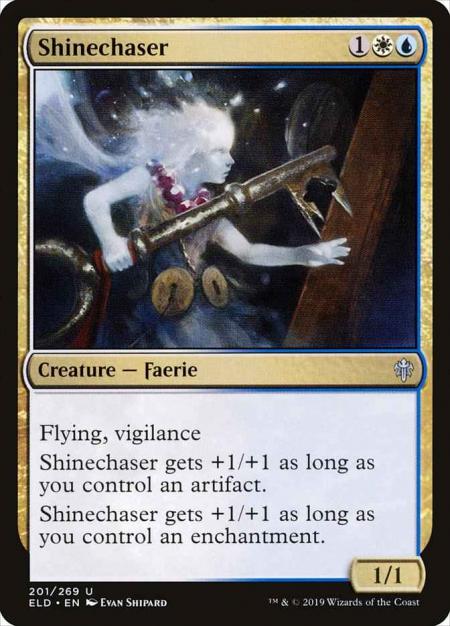 Shinechaser 1
Creature — Faerie
Flying, vigilance
Shinechaser gets +1/+1 as long as
you control an artifact.
Shinechaser gets +1/+1 as long as
you control an enchantment.
1/1
201/269 U
ELD • EN Evan Shipard
™ & © 2019 Wizards of the Coast